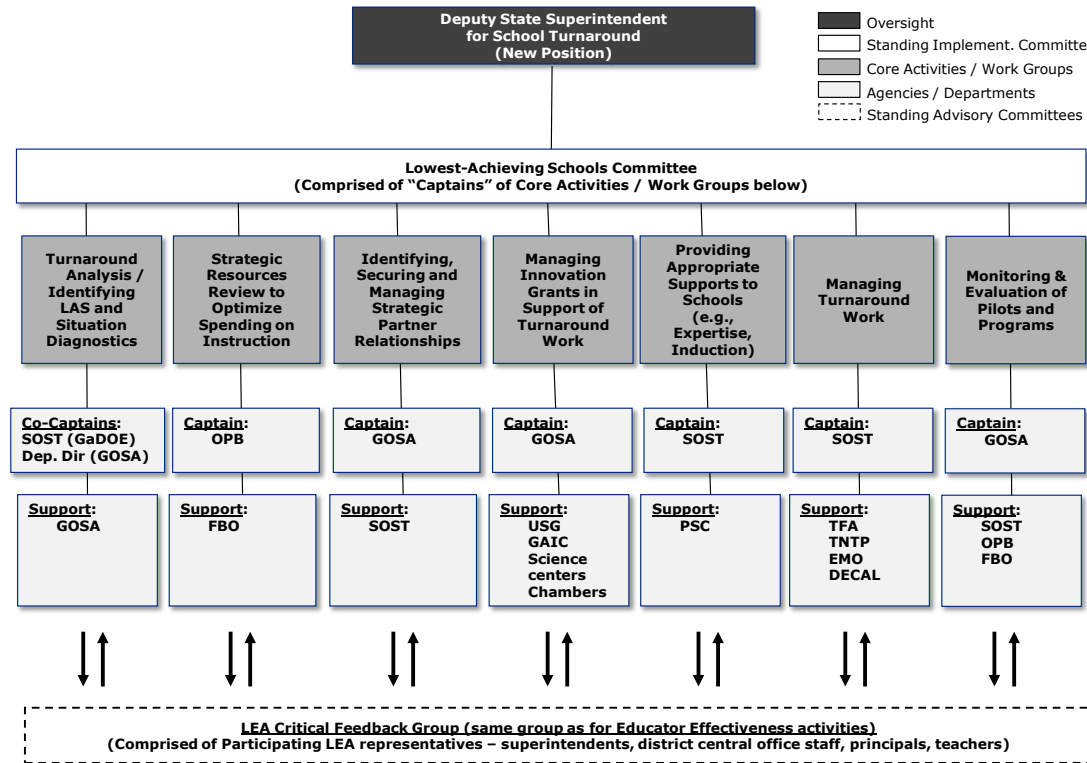 Deputy State Superintendent
for School Turnaround
(New Position)
Oversight
Standing Implement. Committe
Core Activities / Work Groups
Agencies / Departments
Standing Advisory Committees
Lowest-Achieving Schools Committee
(Comprised of “Captains” of Core Activities / Work Groups below)
Turnaround
Analysis /
Identifying
LAS and
Situation
Diagnostics
Strategic
Resources
Review to
Optimize
Spending on
Instruction
Identifying,
Securing and
Managing
Strategic
Partner
Relationships
Managing
Innovation
Grants in
Support of
Turnaround
Work
Providing
Appropriate
Supports to
Schools
(e.g.,
Expertise,
Induction)
Managing
Turnaround
Work
Monitoring &
Evaluation of
Pilots and
Programs
Co-Captains:
SOST (GaDOE)
Dep. Dir (GOSA)
Captain:
OPB
Captain:
GOSA
Captain:
GOSA
Captain:
SOST
Captain:
SOST
Captain:
GOSA
Support:
GOSA
Support:
FBO
Support:
SOST
Support:
USG
GAIC
Science
centers
Chambers
Support:
PSC
Support:
TFA
TNTP
EMO
DECAL
Support:
SOST
OPB
FBO
LEA Critical Feedback Group (same group as for Educator Effectiveness activities)
(Comprised of Participating LEA representatives – superintendents, district central office staff, principals, teachers)